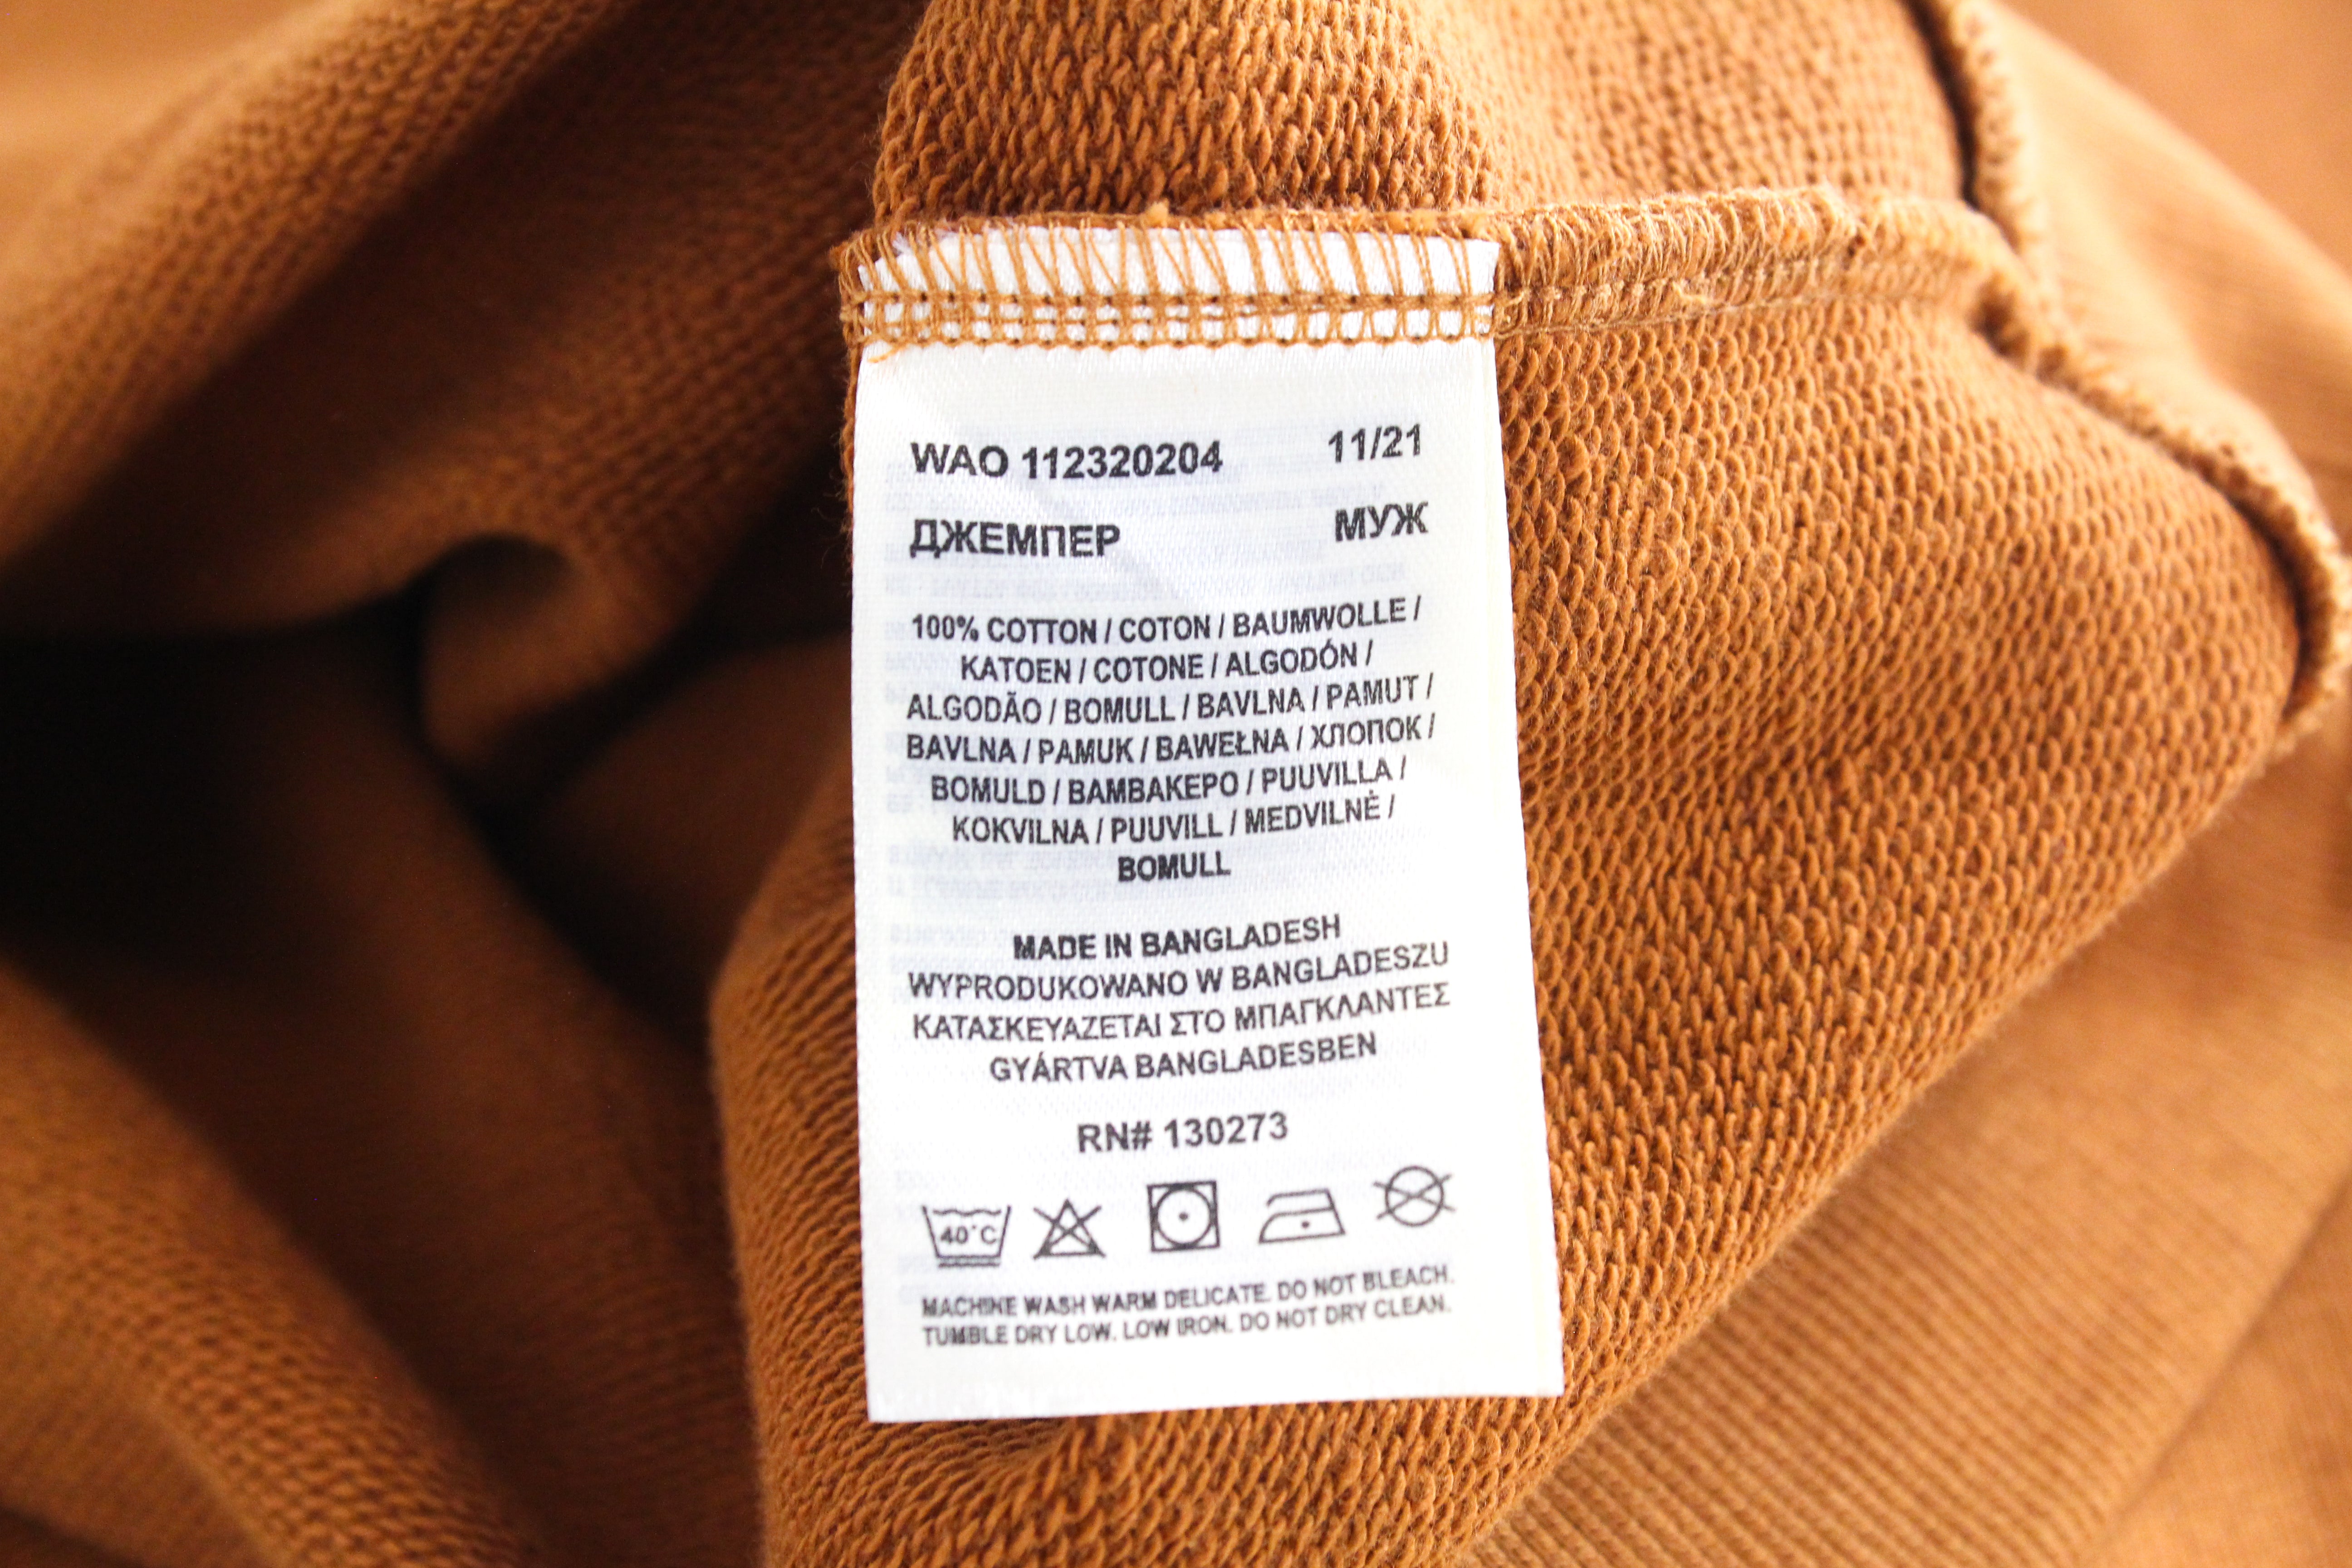 WAO 112320204 11/21
ДЖЕМПЕР МУЖ
100% COTTON / COTON / BAUMWOLLE /
KATOEN / COTONE / ALGODÓN /
ALGODÃO / BOMULL / BAVLNA / PAMUT /
BAVLNA / PAMUK / BAWEŁNA / ХЛОПОК /
BOMULD / ΒΑΜΒΑΚΕΡΟ / PUUVILLA /
KOKVILNA / PUUVILL / MEDVILNĖ /
BOMULL
MADE IN BANGLADESH
WYPRODUKOWANO W BANGLADESZU
ΚΑΤΑΣΚΕΥΑΖΕΤΑΙ ΣΤΟ ΜΠΑΓΚΛΑΝΤΕΣ
GYÁRTVA BANGLADESBEN
RN# 130273
40°C
MACHINE WASH WARM DELICATE. DO NOT BLEACH.
TUMBLE DRY LOW. LOW IRON. DO NOT DRY CLEAN.